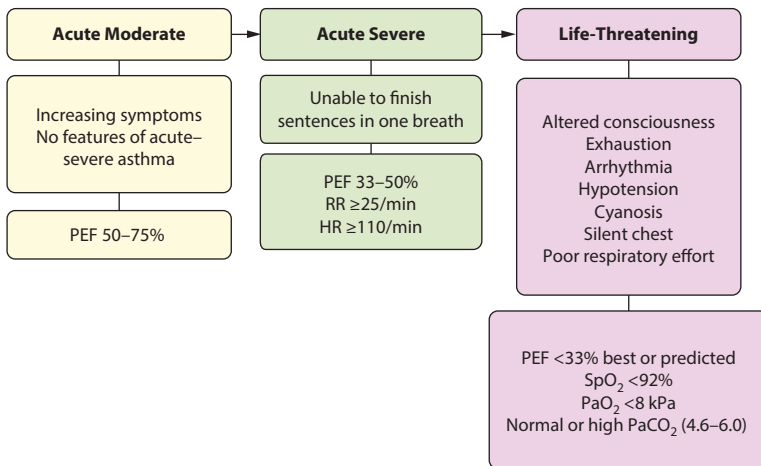 Acute Moderate
Increasing symptoms
No features of acute–
severe asthma
PEF 50–75%
Acute Severe
Unable to finish
sentences in one breath
PEF 33–50%
RR ≥25/min
HR ≥110/min
Life-Threatening
Altered consciousness
Exhaustion
Arrhythmia
Hypotension
Cyanosis
Silent chest
Poor respiratory effort
PEF <33% best or predicted
SpO₂ <92%
PaO₂ <8 kPa
Normal or high PaCO₂ (4.6–6.0)